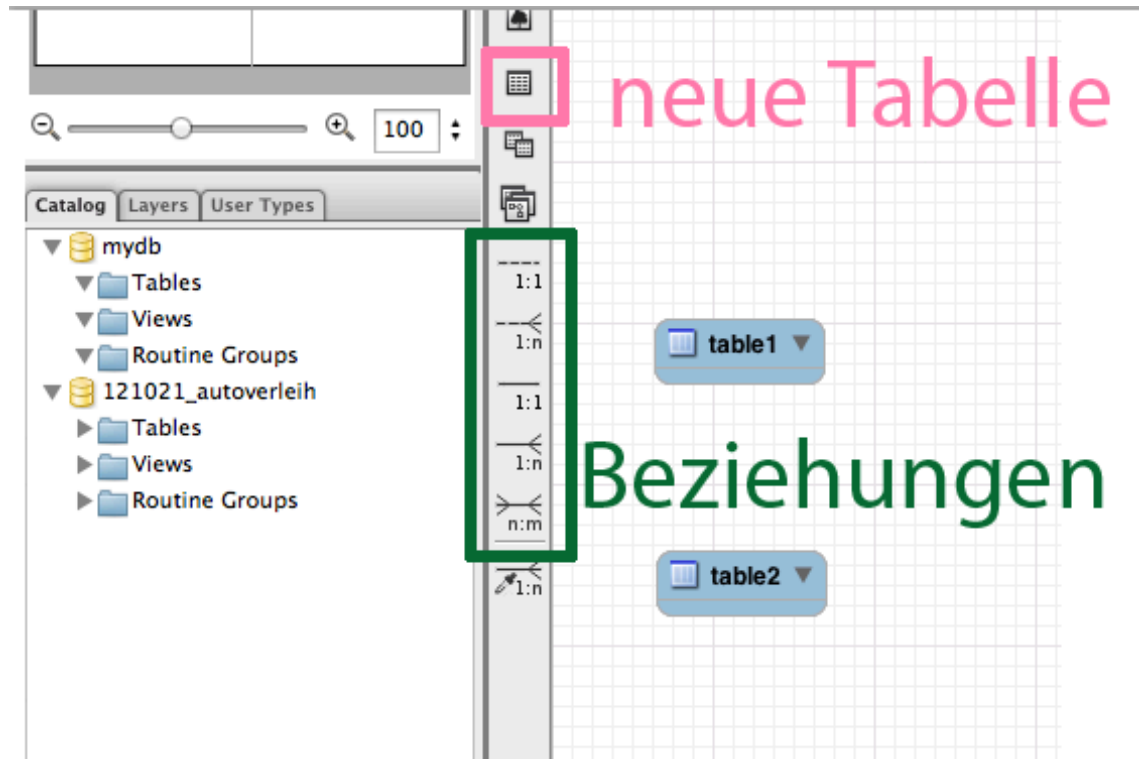 neue Tabelle
100
Catalog Layers User Types
mydb
Tables
Views
Routine Groups
121021_autoverleih
Tables
Views
Routine Groups
1:1
1:n
1:1
1:n
n:m
1:n
Beziehungen
table1
table2